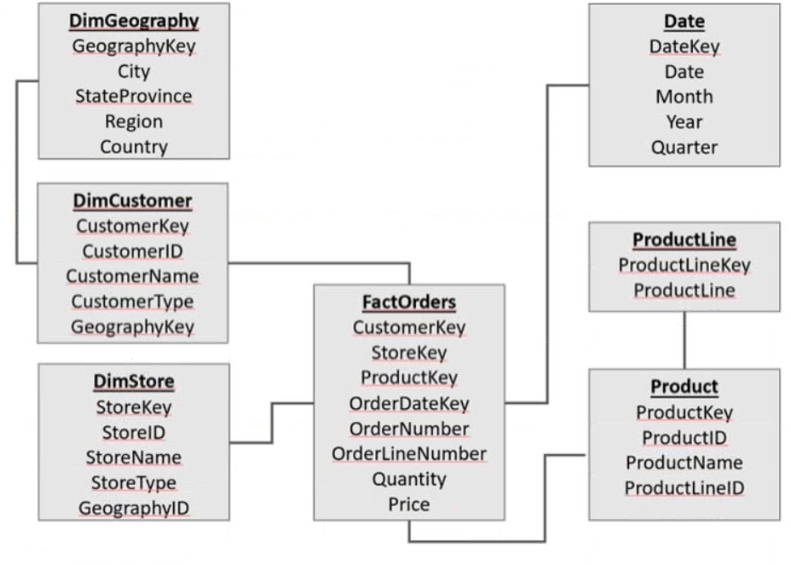 DimGeography
GeographyKey
City
StateProvince
Region
Country
DimCustomer
CustomerKey
CustomerID
CustomerName
CustomerType
GeographyKey
DimStore
StoreKey
StoreID
StoreName
StoreType
GeographyID
FactOrders
CustomerKey
StoreKey
ProductKey
OrderDateKey
OrderNumber
OrderLineNumber
Quantity
Price
Date
DateKey
Date
Month
Year
Quarter
ProductLine
ProductLineKey
ProductLine
Product
ProductKey
ProductID
ProductName
ProductLineID